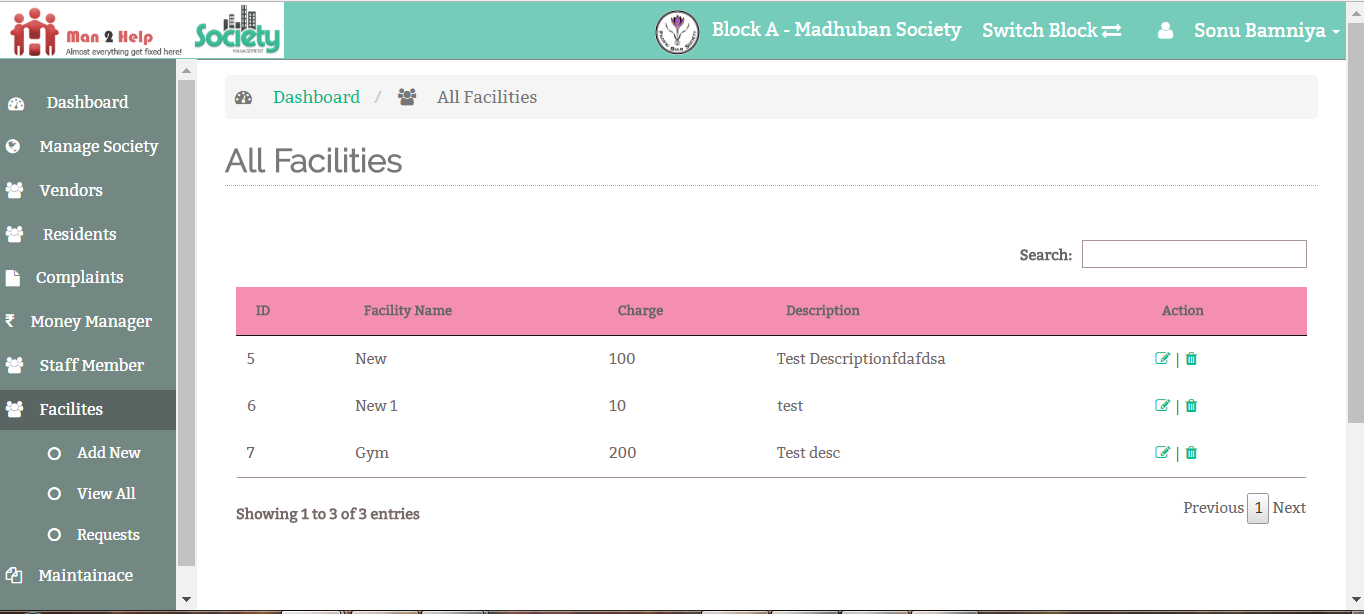 Man 2 Help
Almost everything get fixed here!
Society
MANAGEMENT
Block A - Madhuban Society
Switch Block
Sonu Bamniya
Dashboard
Manage Society
Vendors
Residents
Complaints
₹ Money Manager
Staff Member
Facilites
Add New
View All
Requests
Maintainace
Dashboard / All Facilities
All Facilities
Search:
ID Facility Name Charge Description Action
5 New 100 Test Descriptionfdafdsa |
6 New 1 10 test |
7 Gym 200 Test desc |
Showing 1 to 3 of 3 entries
Previous 1 Next